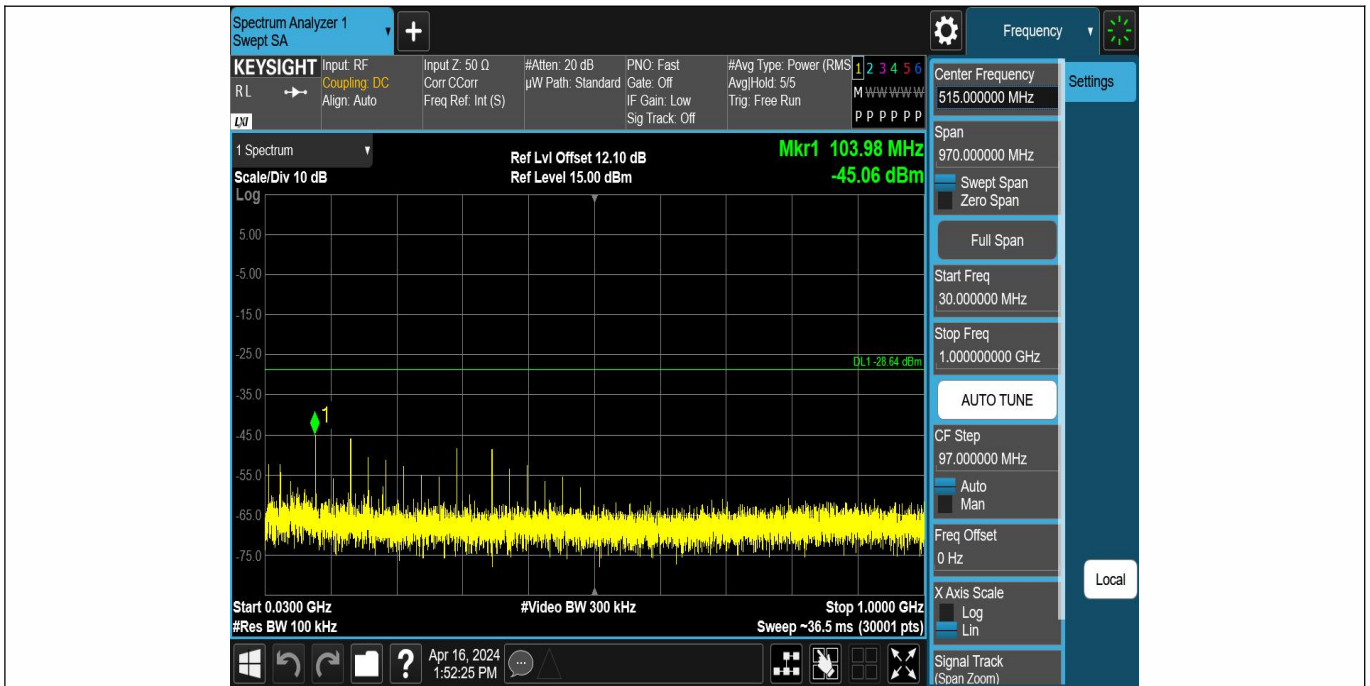 Spectrum Analyzer 1
Swept SA
+
Frequency
KEYSIGHT
RL
LXI
Input: RF
Coupling: DC
Align: Auto
Input Z: 50 Ω
Corr CCorr
Freq Ref: Int (S)
#Atten: 20 dB
µW Path: Standard
PNO: Fast
Gate: Off
IF Gain: Low
Sig Track: Off
#Avg Type: Power (RMS
Avg|Hold: 5/5
Trig: Free Run
1 2 3 4 5 6
M W W W W W
P P P P P P
1 Spectrum
Scale/Div 10 dB
Ref Lvl Offset 12.10 dB
Ref Level 15.00 dBm
Mkr1 103.98 MHz
-45.06 dBm
Log
5.00
-5.00
-15.0
-25.0
-35.0
-45.0
-55.0
-65.0
-75.0
DL1 -28.64 dBm
1
Start 0.0300 GHz
#Res BW 100 kHz
#Video BW 300 kHz
Stop 1.0000 GHz
Sweep ~36.5 ms (30001 pts)
Center Frequency
515.000000 MHz
Settings
Span
970.000000 MHz
Swept Span
Zero Span
Full Span
Start Freq
30.000000 MHz
Stop Freq
1.000000000 GHz
AUTO TUNE
CF Step
97.000000 MHz
Auto
Man
Freq Offset
0 Hz
X Axis Scale
Log
Lin
Local
Signal Track
(Span Zoom)
?
Apr 16, 2024
1:52:25 PM